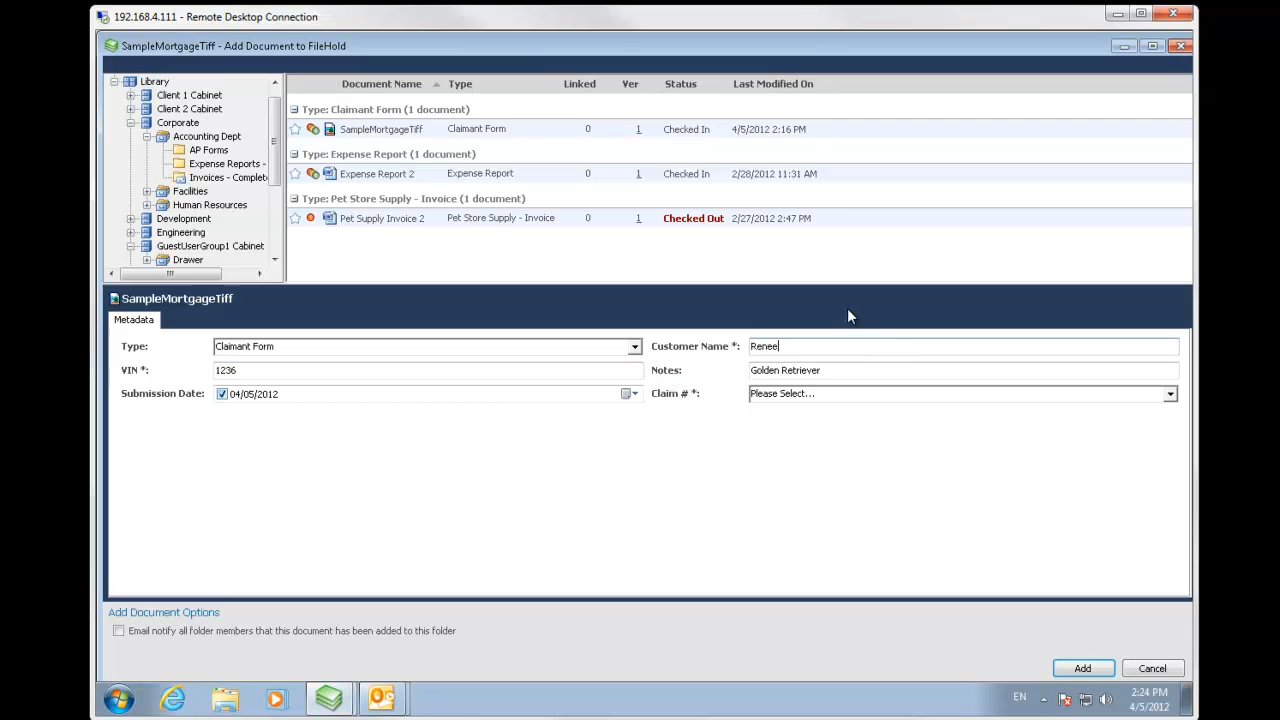 192.168.4.111 - Remote Desktop Connection
SampleMortgageTiff - Add Document to FileHold
Library
Client 1 Cabinet
Client 2 Cabinet
Corporate
Accounting Dept
AP Forms
Expense Reports -
Invoices - Complet
Facilities
Human Resources
Development
Engineering
GuestUserGroup1 Cabinet
Drawer
Document Name Type Linked Ver Status Last Modified On
Type: Claimant Form (1 document)
SampleMortgageTiff Claimant Form 0 1 Checked In 4/5/2012 2:16 PM
Type: Expense Report (1 document)
Expense Report 2 Expense Report 0 1 Checked In 2/28/2012 11:31 AM
Type: Pet Store Supply - Invoice (1 document)
Pet Supply Invoice 2 Pet Store Supply - Invoice 0 1 Checked Out 2/27/2012 2:47 PM
SampleMortgageTiff
Metadata
Type: Claimant Form Customer Name *: Renee
VIN *: 1236 Notes: Golden Retriever
Submission Date: 04/05/2012 Claim # *: Please Select...
Add Document Options
Email notify all folder members that this document has been added to this folder
Add Cancel
EN 2:24 PM
4/5/2012